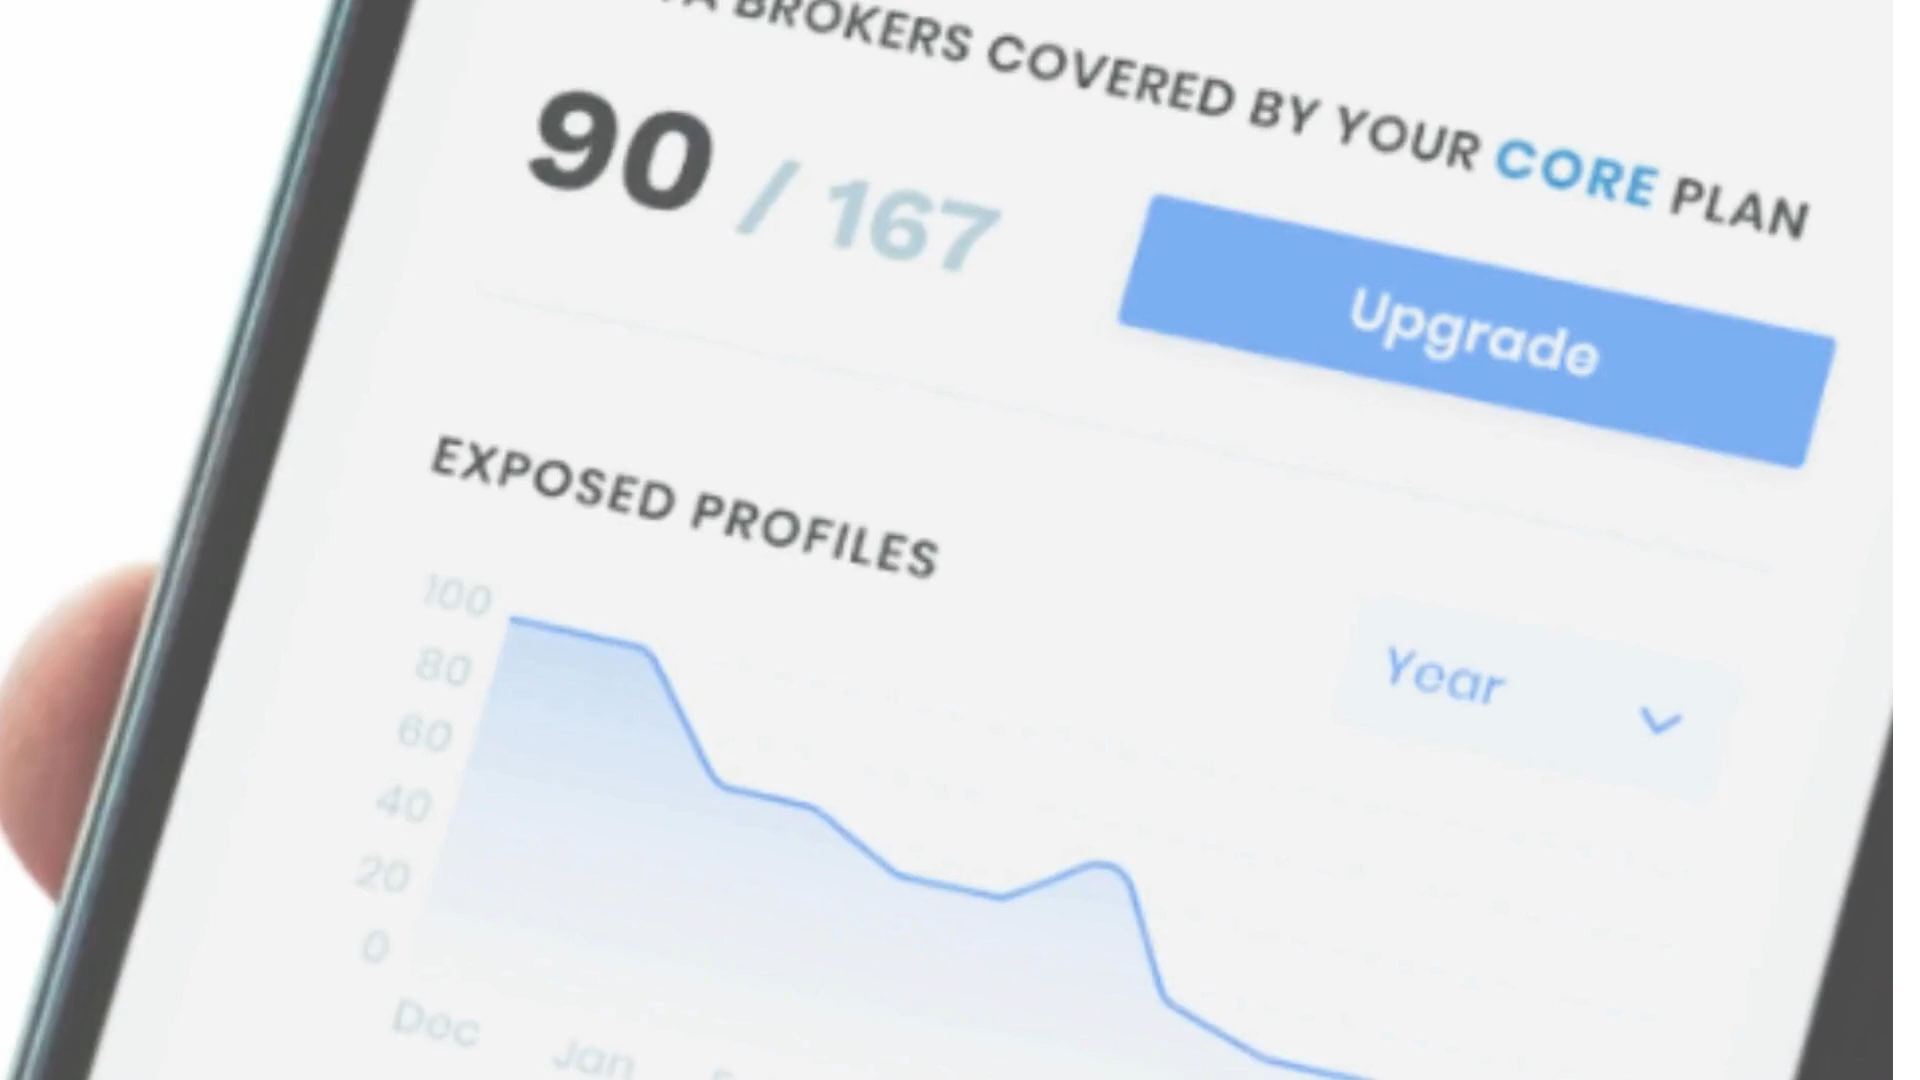 BROKERS COVERED BY YOUR CORE PLAN
90 / 167
Upgrade
EXPOSED PROFILES
Year
100
80
60
40
20
0
Dec
Jan